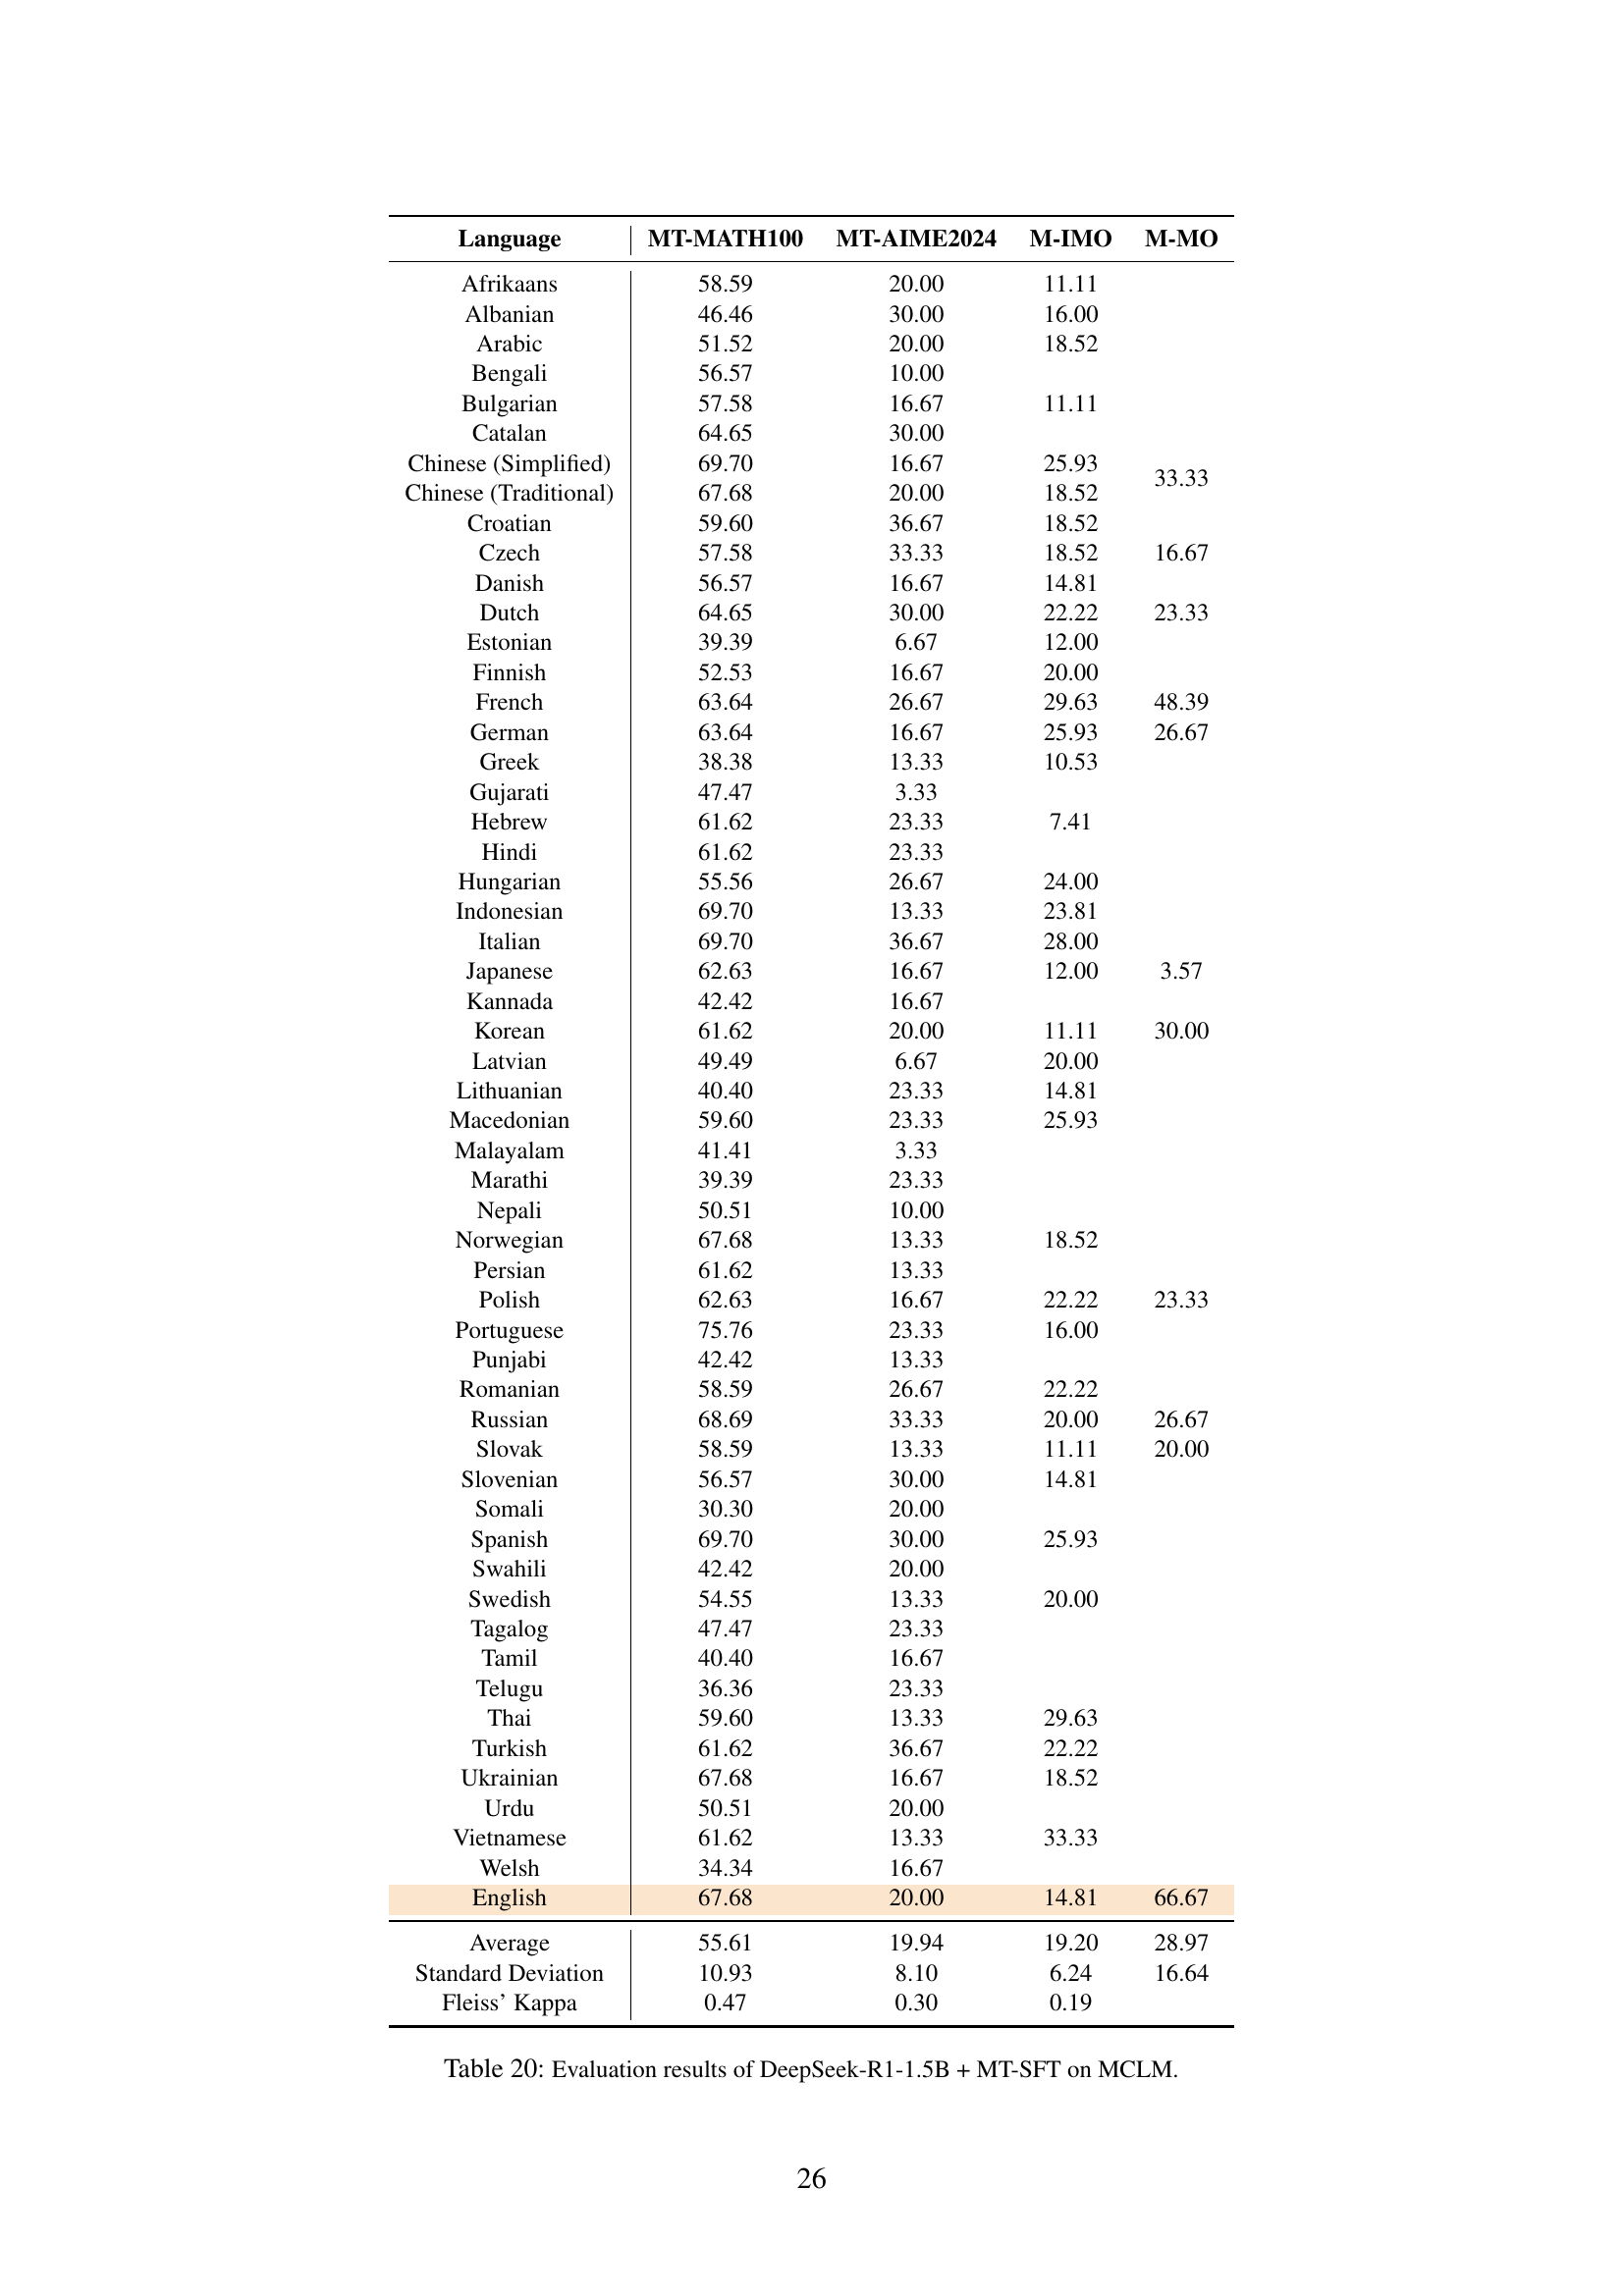 Language MT-MATH100 MT-AIME2024 M-IMO M-MO
Afrikaans 58.59 20.00 11.11
Albanian 46.46 30.00 16.00
Arabic 51.52 20.00 18.52
Bengali 56.57 10.00
Bulgarian 57.58 16.67 11.11
Catalan 64.65 30.00
Chinese (Simplified) 69.70 16.67 25.93
33.33
Chinese (Traditional) 67.68 20.00 18.52
Croatian 59.60 36.67 18.52
Czech 57.58 33.33 18.52 16.67
Danish 56.57 16.67 14.81
Dutch 64.65 30.00 22.22 23.33
Estonian 39.39 6.67 12.00
Finnish 52.53 16.67 20.00
French 63.64 26.67 29.63 48.39
German 63.64 16.67 25.93 26.67
Greek 38.38 13.33 10.53
Gujarati 47.47 3.33
Hebrew 61.62 23.33 7.41
Hindi 61.62 23.33
Hungarian 55.56 26.67 24.00
Indonesian 69.70 13.33 23.81
Italian 69.70 36.67 28.00
Japanese 62.63 16.67 12.00 3.57
Kannada 42.42 16.67
Korean 61.62 20.00 11.11 30.00
Latvian 49.49 6.67 20.00
Lithuanian 40.40 23.33 14.81
Macedonian 59.60 23.33 25.93
Malayalam 41.41 3.33
Marathi 39.39 23.33
Nepali 50.51 10.00
Norwegian 67.68 13.33 18.52
Persian 61.62 13.33
Polish 62.63 16.67 22.22 23.33
Portuguese 75.76 23.33 16.00
Punjabi 42.42 13.33
Romanian 58.59 26.67 22.22
Russian 68.69 33.33 20.00 26.67
Slovak 58.59 13.33 11.11 20.00
Slovenian 56.57 30.00 14.81
Somali 30.30 20.00
Spanish 69.70 30.00 25.93
Swahili 42.42 20.00
Swedish 54.55 13.33 20.00
Tagalog 47.47 23.33
Tamil 40.40 16.67
Telugu 36.36 23.33
Thai 59.60 13.33 29.63
Turkish 61.62 36.67 22.22
Ukrainian 67.68 16.67 18.52
Urdu 50.51 20.00
Vietnamese 61.62 13.33 33.33
Welsh 34.34 16.67
English 67.68 20.00 14.81 66.67
Average 55.61 19.94 19.20 28.97
Standard Deviation 10.93 8.10 6.24 16.64
Fleiss' Kappa 0.47 0.30 0.19
Table 20: Evaluation results of DeepSeek-R1-1.5B + MT-SFT on MCLM.
26